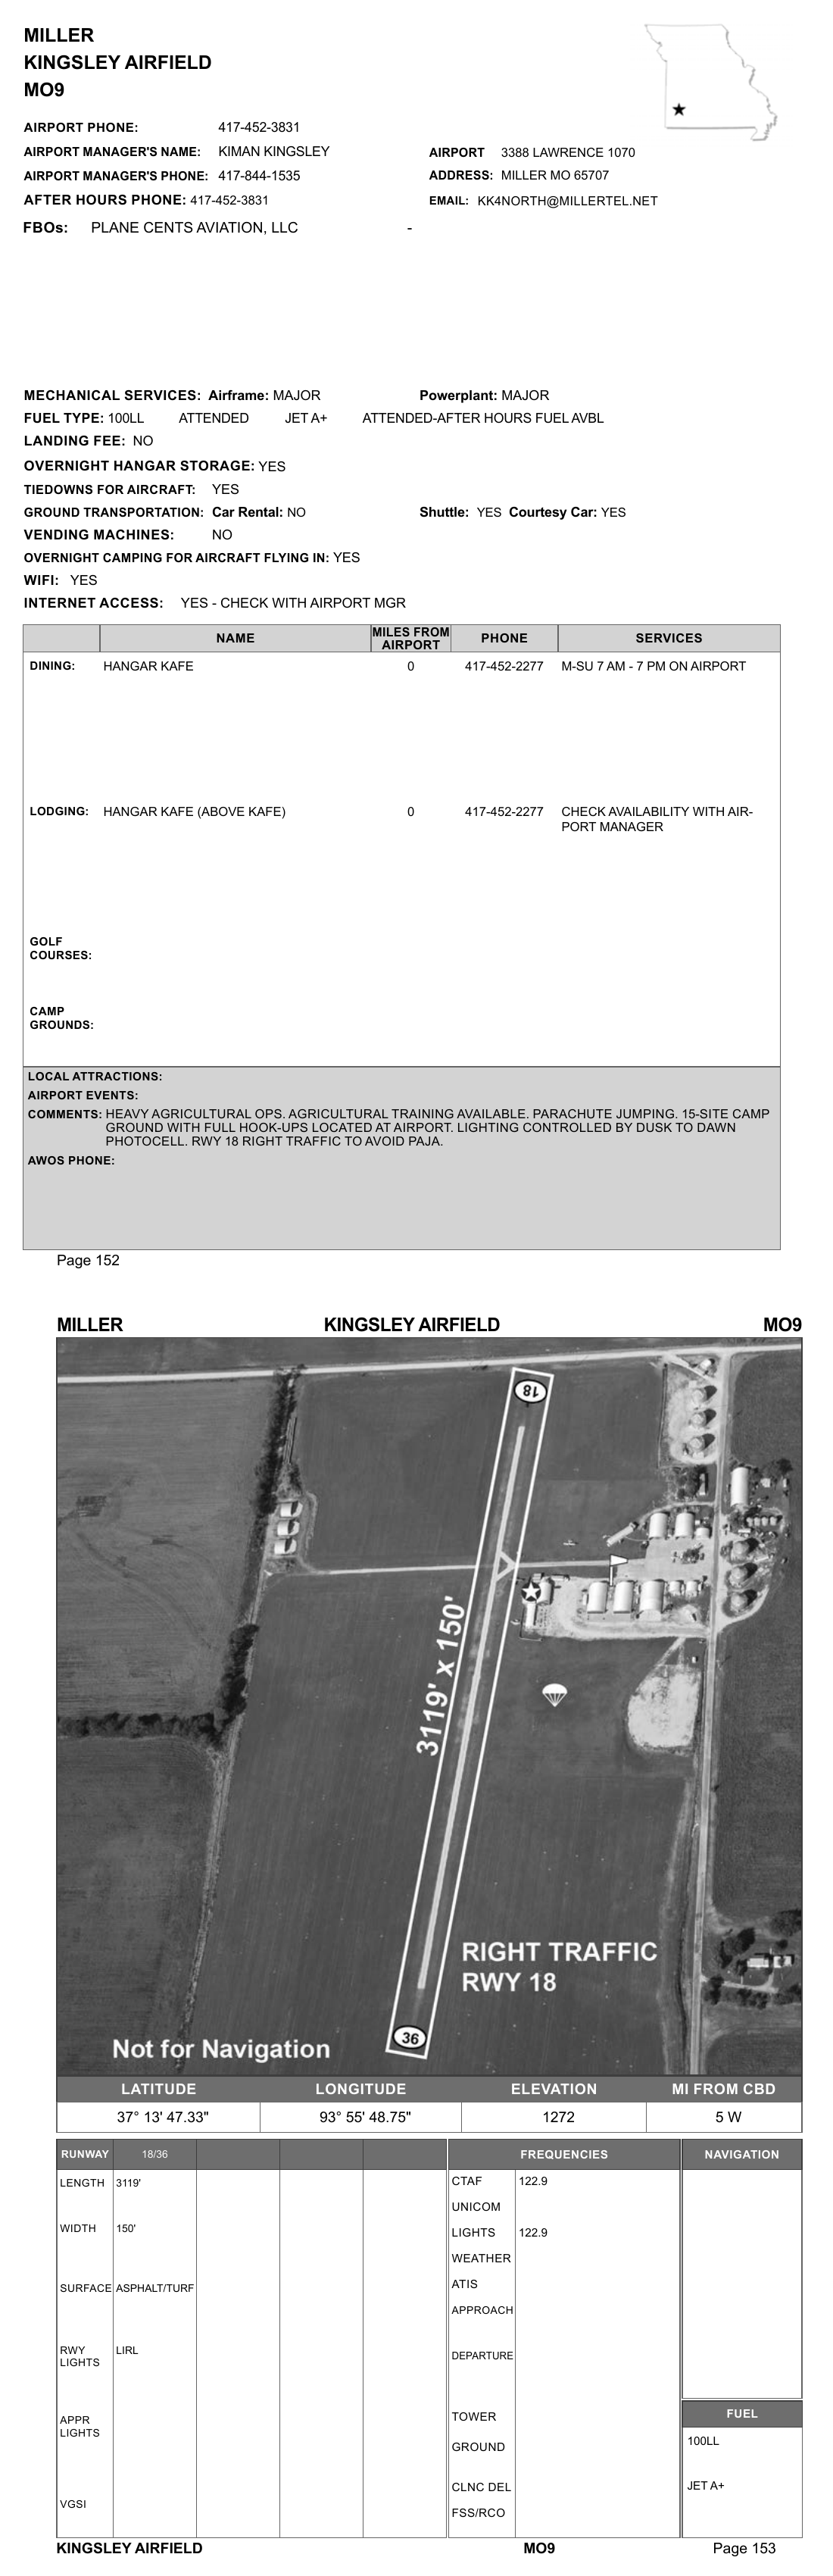 MILLER
KINGSLEY AIRFIELD
MO9
AIRPORT PHONE: 417-452-3831
AIRPORT MANAGER'S NAME: KIMAN KINGSLEY
AIRPORT MANAGER'S PHONE: 417-844-1535
AFTER HOURS PHONE: 417-452-3831
AIRPORT 3388 LAWRENCE 1070
ADDRESS: MILLER MO 65707
EMAIL: KK4NORTH@MILLERTEL.NET
FBOs: PLANE CENTS AVIATION, LLC -
MECHANICAL SERVICES: Airframe: MAJOR Powerplant: MAJOR
FUEL TYPE: 100LL ATTENDED JET A+ ATTENDED-AFTER HOURS FUEL AVBL
LANDING FEE: NO
OVERNIGHT HANGAR STORAGE: YES
TIEDOWNS FOR AIRCRAFT: YES
GROUND TRANSPORTATION: Car Rental: NO Shuttle: YES Courtesy Car: YES
VENDING MACHINES: NO
OVERNIGHT CAMPING FOR AIRCRAFT FLYING IN: YES
WIFI: YES
INTERNET ACCESS: YES - CHECK WITH AIRPORT MGR
NAME MILES FROM AIRPORT PHONE SERVICES
DINING: HANGAR KAFE 0 417-452-2277 M-SU 7 AM - 7 PM ON AIRPORT
LODGING: HANGAR KAFE (ABOVE KAFE) 0 417-452-2277 CHECK AVAILABILITY WITH AIR-
PORT MANAGER
GOLF
COURSES:
CAMP
GROUNDS:
LOCAL ATTRACTIONS:
AIRPORT EVENTS:
COMMENTS: HEAVY AGRICULTURAL OPS. AGRICULTURAL TRAINING AVAILABLE. PARACHUTE JUMPING. 15-SITE CAMP
GROUND WITH FULL HOOK-UPS LOCATED AT AIRPORT. LIGHTING CONTROLLED BY DUSK TO DAWN
PHOTOCELL. RWY 18 RIGHT TRAFFIC TO AVOID PAJA.
AWOS PHONE:
Page 152
MILLER KINGSLEY AIRFIELD MO9
18
3119' x 150'
RIGHT TRAFFIC
RWY 18
36
Not for Navigation
LATITUDE LONGITUDE ELEVATION MI FROM CBD
37° 13' 47.33" 93° 55' 48.75" 1272 5 W
RUNWAY 18/36
LENGTH 3119'
WIDTH 150'
SURFACE ASPHALT/TURF
RWY LIRL
LIGHTS
APPR
LIGHTS
VGSI
FREQUENCIES
CTAF 122.9
UNICOM
LIGHTS 122.9
WEATHER
ATIS
APPROACH
DEPARTURE
TOWER
GROUND
CLNC DEL
FSS/RCO
NAVIGATION
FUEL
100LL
JET A+
KINGSLEY AIRFIELD MO9 Page 153